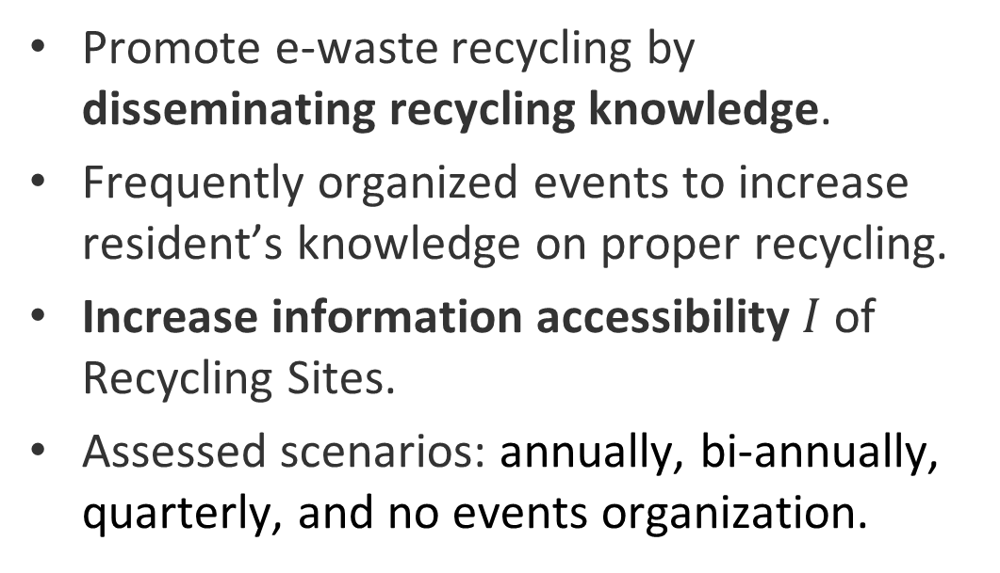 • Promote e-waste recycling by
disseminating recycling knowledge.
• Frequently organized events to increase
resident’s knowledge on proper recycling.
• Increase information accessibility I of
Recycling Sites.
• Assessed scenarios: annually, bi-annually,
quarterly, and no events organization.